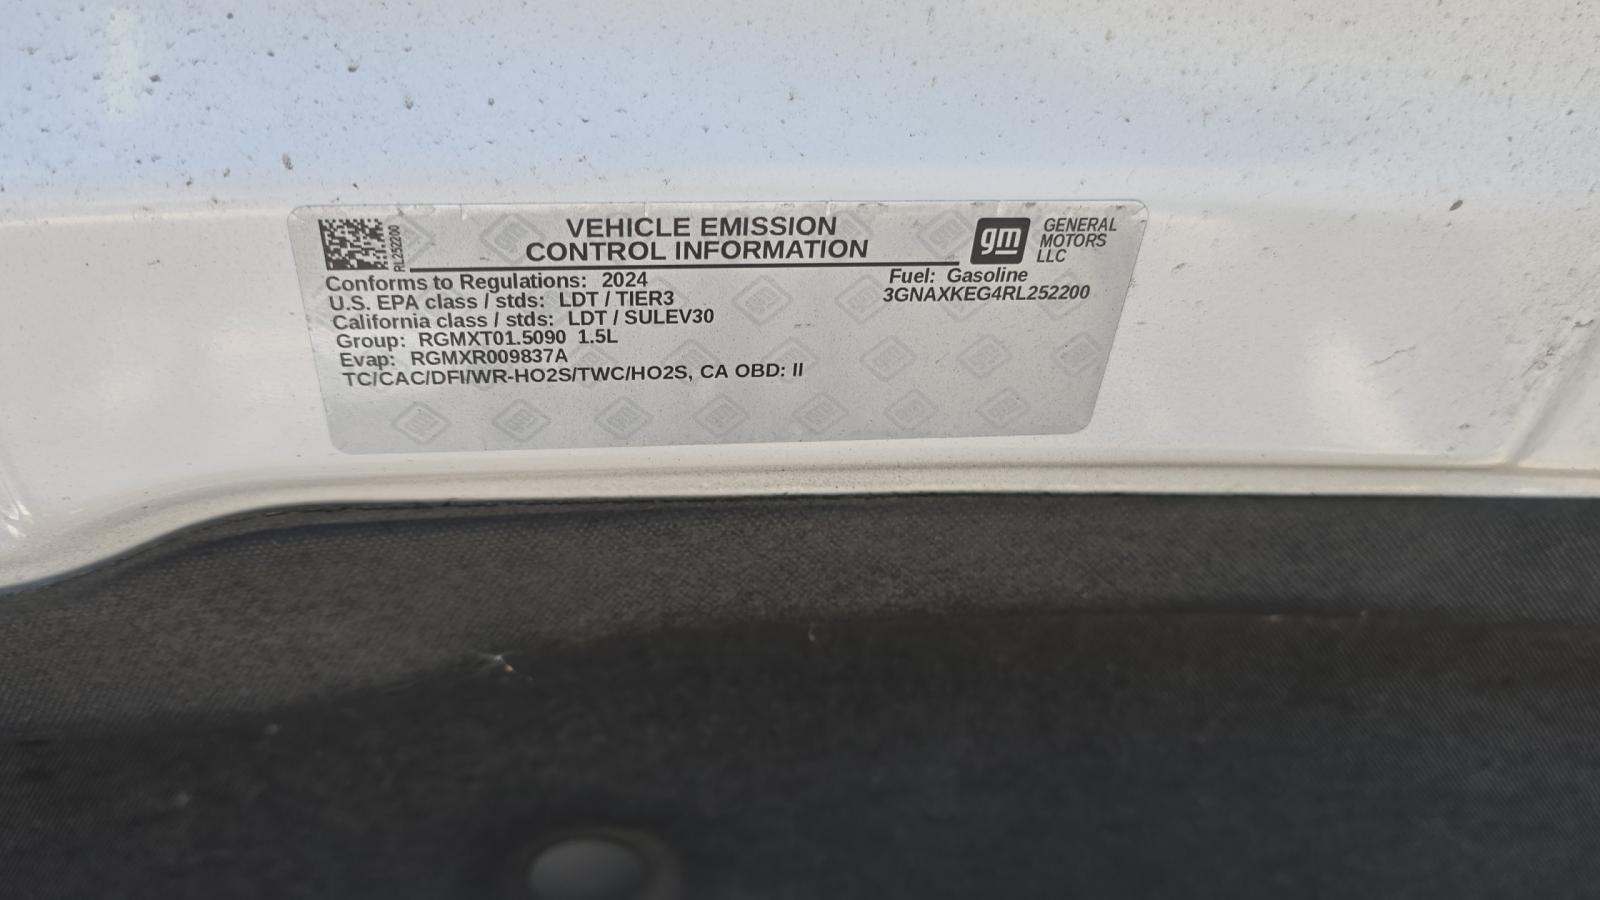 VEHICLE EMISSION
CONTROL INFORMATION
RL252200
gm
GENERAL
MOTORS
LLC
Conforms to Regulations: 2024
U.S. EPA class / stds: LDT / TIER3
California class / stds: LDT / SULEV30
Group: RGMXT01.5090 1.5L
Evap: RGMXR009837A
TC/CAC/DFI/WR-HO2S/TWC/HO2S, CA OBD: II
Fuel: Gasoline
3GNAXKEG4RL252200